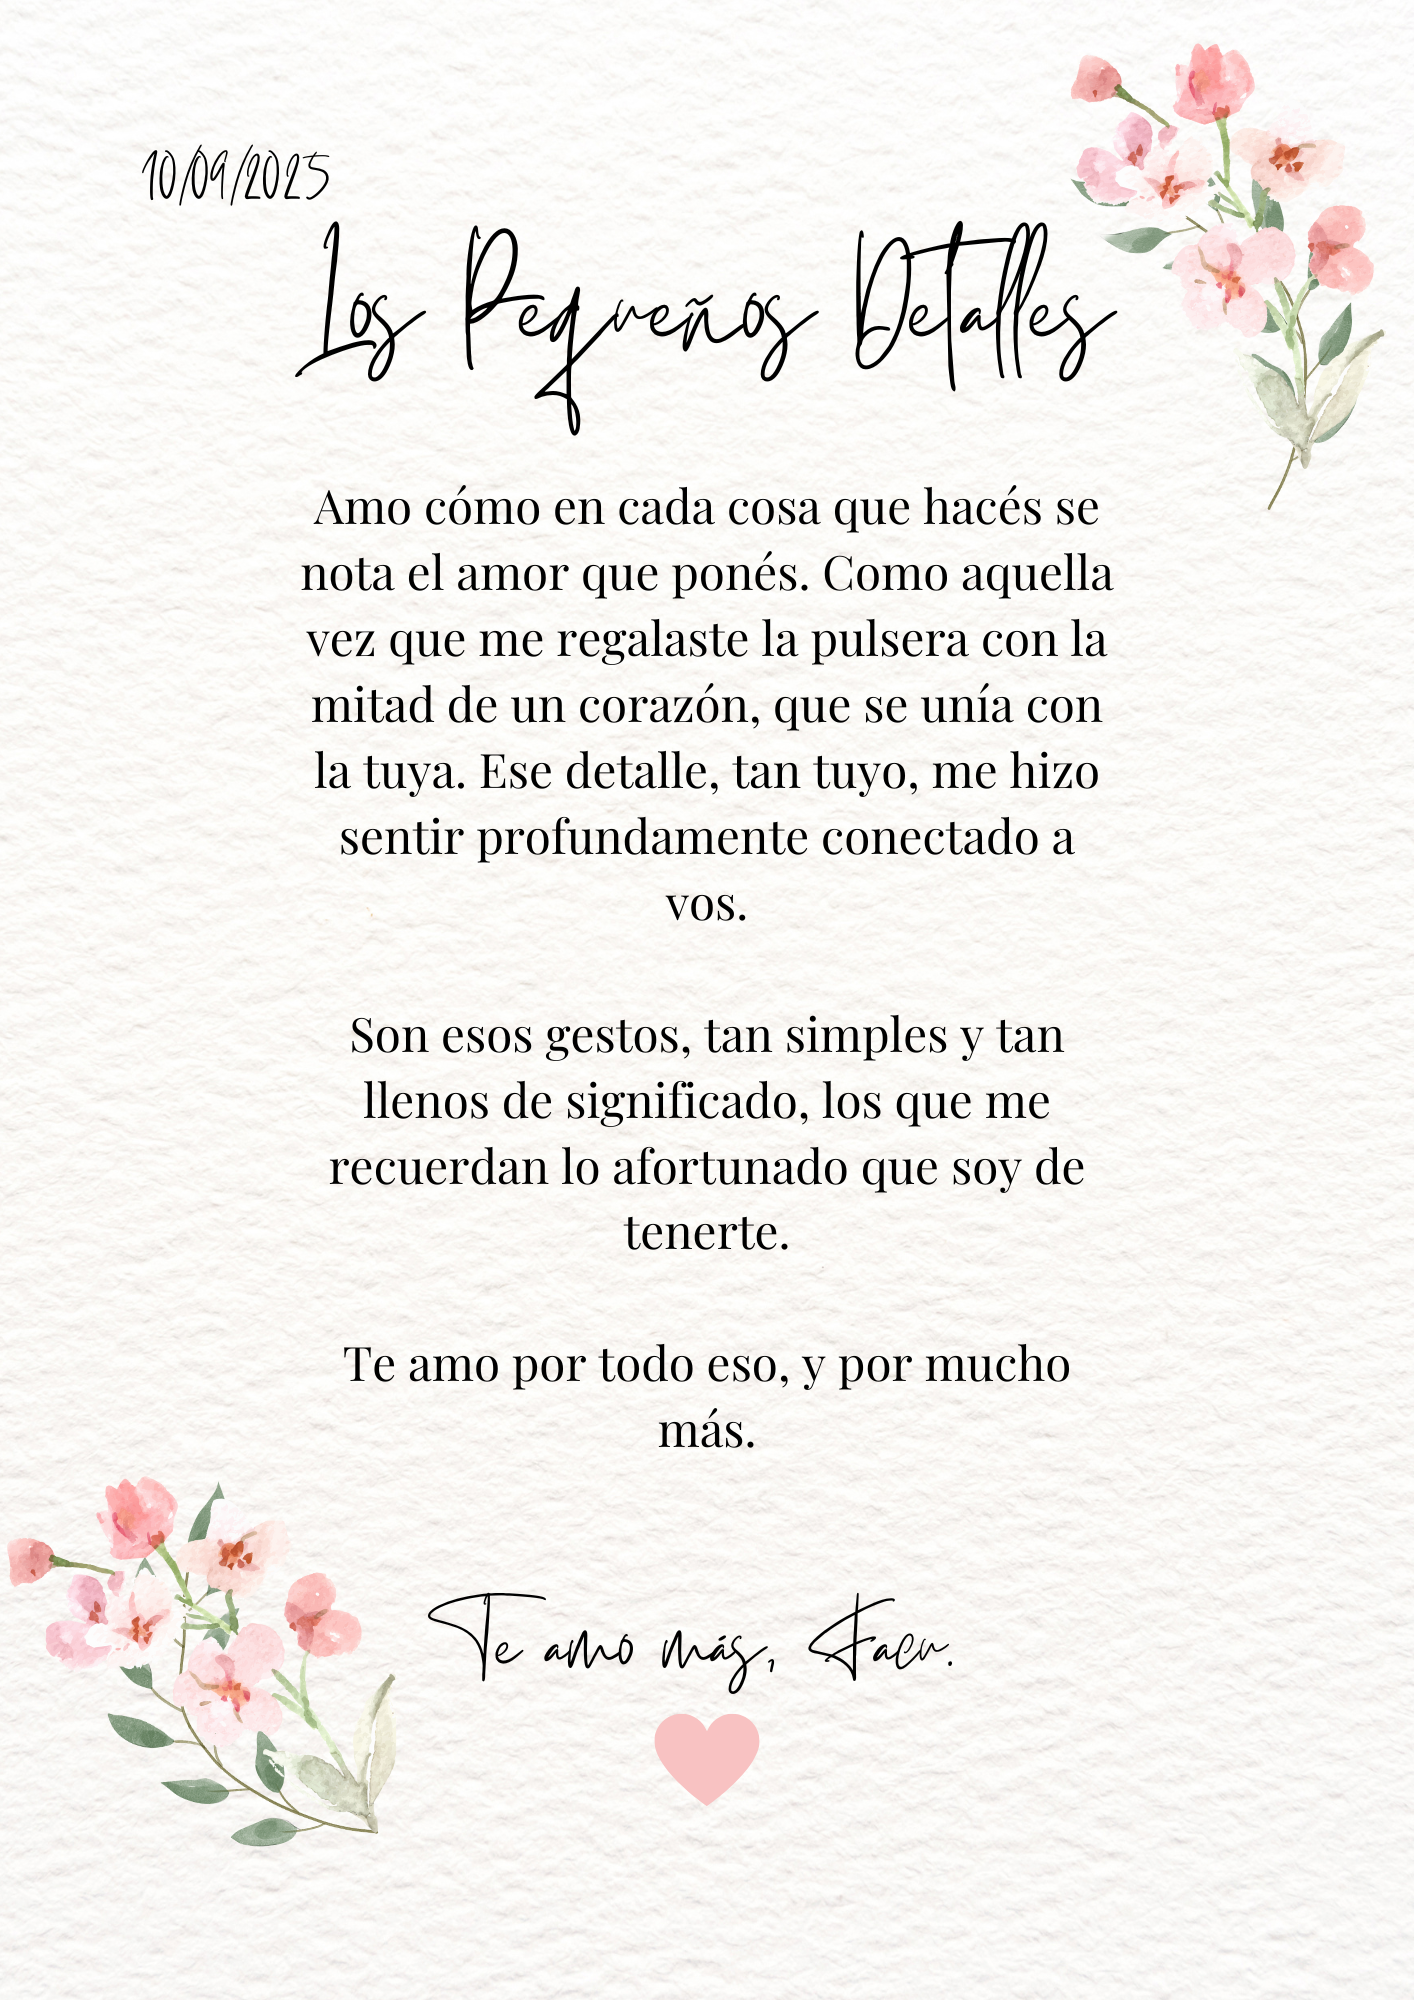 10/09/2025
Los Pequeños Detalles
Amo cómo en cada cosa que hacés se
nota el amor que ponés. Como aquella
vez que me regalaste la pulsera con la
mitad de un corazón, que se unía con
la tuya. Ese detalle, tan tuyo, me hizo
sentir profundamente conectado a
vos.
Son esos gestos, tan simples y tan
llenos de significado, los que me
recuerdan lo afortunado que soy de
tenerte.
Te amo por todo eso, y por mucho
más.
Te amo más, Facu.